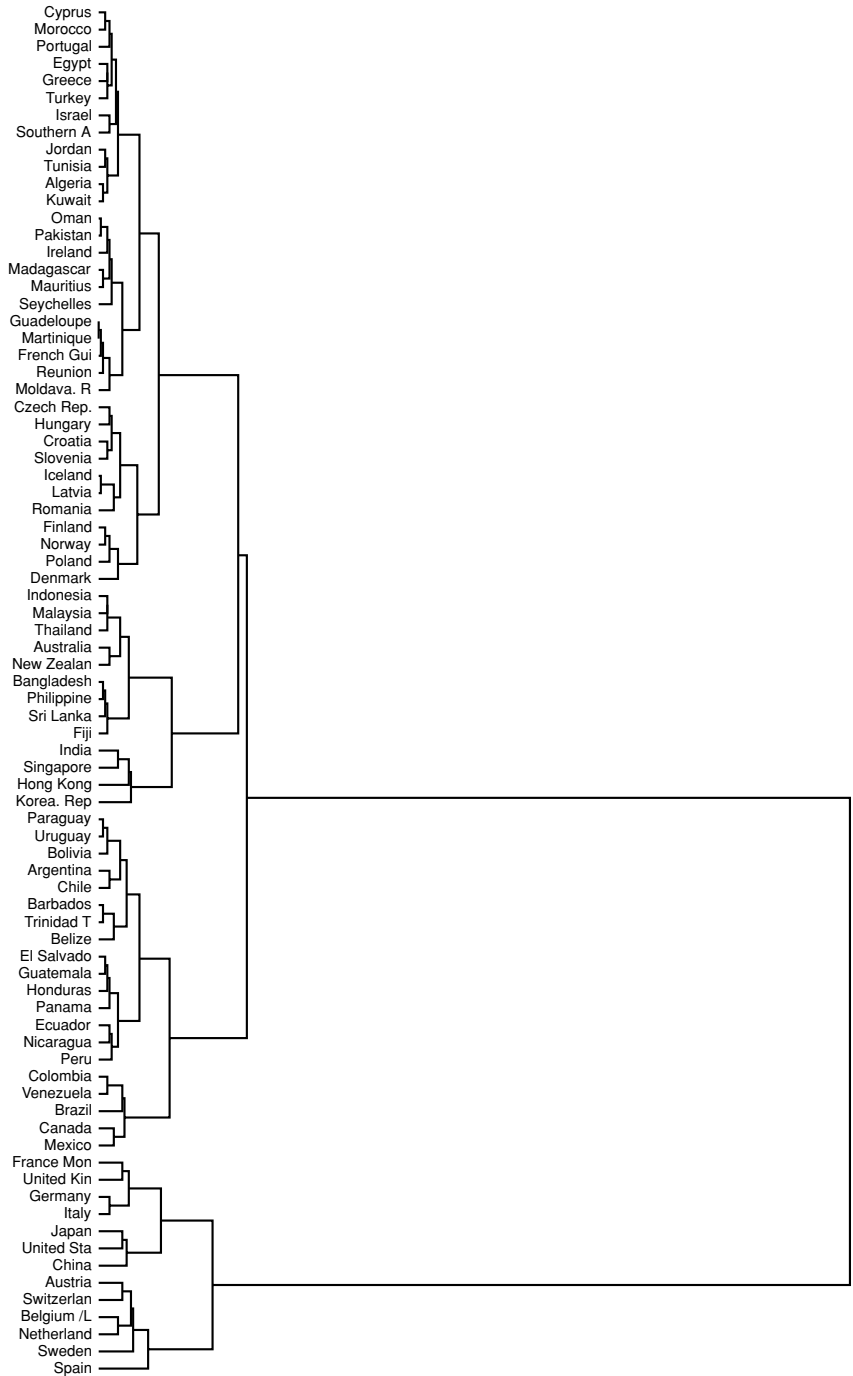 Cyprus
Morocco
Portugal
Egypt
Greece
Turkey
Israel
Southern A
Jordan
Tunisia
Algeria
Kuwait
Oman
Pakistan
Ireland
Madagascar
Mauritius
Seychelles
Guadeloupe
Martinique
French Gui
Reunion
Moldava. R
Czech Rep.
Hungary
Croatia
Slovenia
Iceland
Latvia
Romania
Finland
Norway
Poland
Denmark
Indonesia
Malaysia
Thailand
Australia
New Zealan
Bangladesh
Philippine
Sri Lanka
Fiji
India
Singapore
Hong Kong
Korea. Rep
Paraguay
Uruguay
Bolivia
Argentina
Chile
Barbados
Trinidad T
Belize
El Salvado
Guatemala
Honduras
Panama
Ecuador
Nicaragua
Peru
Colombia
Venezuela
Brazil
Canada
Mexico
France Mon
United Kin
Germany
Italy
Japan
United Sta
China
Austria
Switzerlan
Belgium /L
Netherland
Sweden
Spain